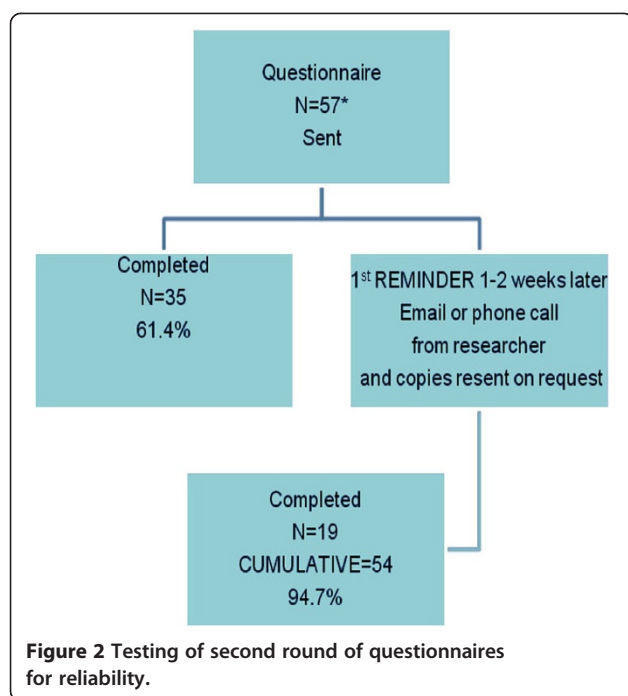 Questionnaire
N=57*
Sent
Completed
N=35
61.4%
1st REMINDER 1-2 weeks later
Email or phone call
from researcher
and copies resent on request
Completed
N=19
CUMULATIVE=54
94.7%
Figure 2 Testing of second round of questionnaires
for reliability.